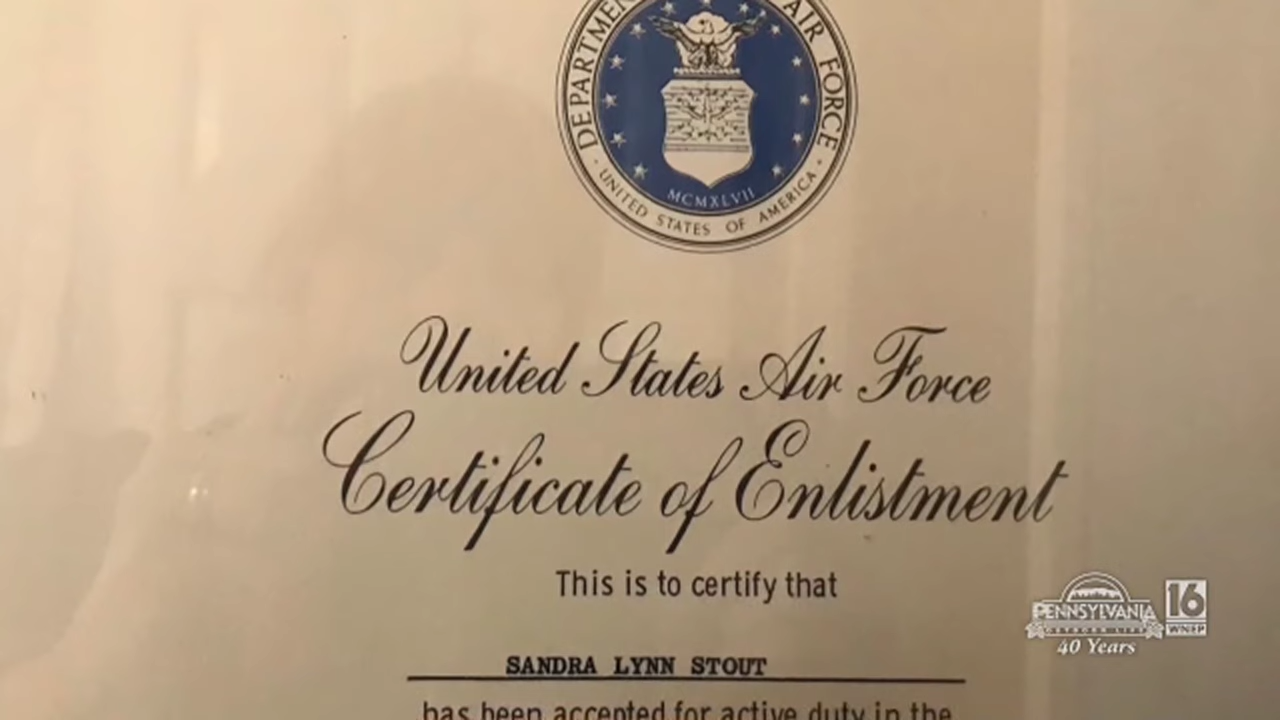 DEPARTMEN
AIR FORCE
MCMXLVII
· UNITED STATES OF AMERICA ·
United States Air Force
Certificate of Enlistment
This is to certify that
SANDRA LYNN STOUT
has been accepted for active duty in the
PENNSYLVANIA
16
WNEP
40 Years